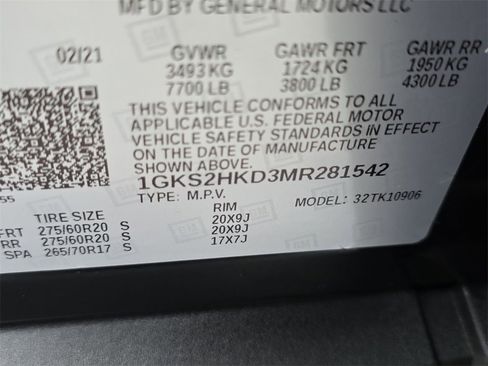 MFD BY GENERAL MOTORS LLC
02/21 GVWR GAWR FRT GAWR RR
3493 KG 1724 KG 1950 KG
7700 LB 3800 LB 4300 LB
THIS VEHICLE CONFORMS TO ALL
APPLICABLE U.S. FEDERAL MOTOR
VEHICLE SAFETY STANDARDS IN EFFECT
ON THE DATE OF MANUFACTURE
SHOWN ABOVE.
1GKS2HKD3MR281542
TYPE: M.P.V. MODEL: 32TK10906
TIRE SIZE RIM
FRT 275/60R20 S 20X9J
RR 275/60R20 S 20X9J
SPA 265/70R17 S 17X7J